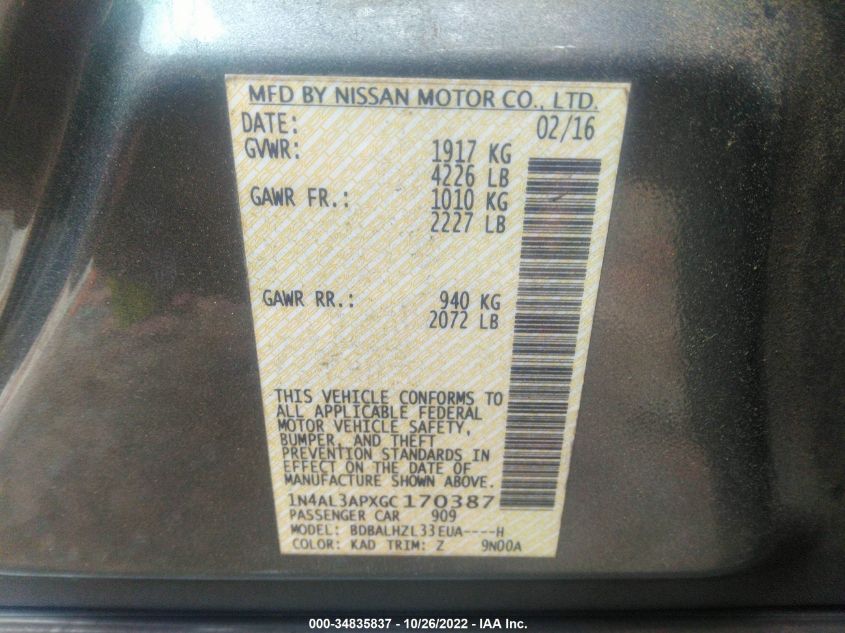 MFD BY NISSAN MOTOR CO., LTD.
DATE: 02/16
GVWR: 1917 KG
4226 LB
GAWR FR.: 1010 KG
2227 LB
GAWR RR.: 940 KG
2072 LB
THIS VEHICLE CONFORMS TO
ALL APPLICABLE FEDERAL
MOTOR VEHICLE SAFETY,
BUMPER, AND THEFT
PREVENTION STANDARDS IN
EFFECT ON THE DATE OF
MANUFACTURE SHOWN ABOVE.
1N4AL3APXGC170387
PASSENGER CAR 909
MODEL: BDBALHZL33EUA----H
COLOR: KAD TRIM: Z 9N00A
000-34835837 - 10/26/2022 - IAA Inc.